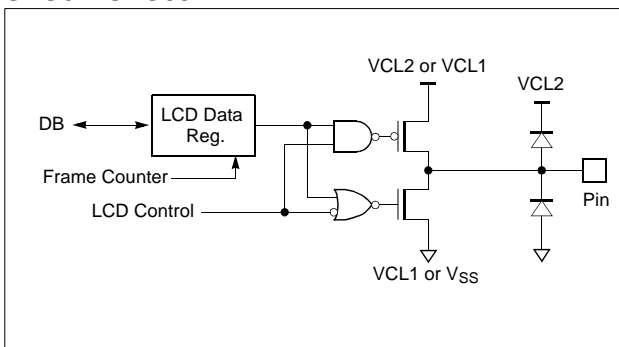 VCL2 or VCL1
VCL2
LCD Data
Reg.
DB
Frame Counter
LCD Control
Pin
VCL1 or VSS